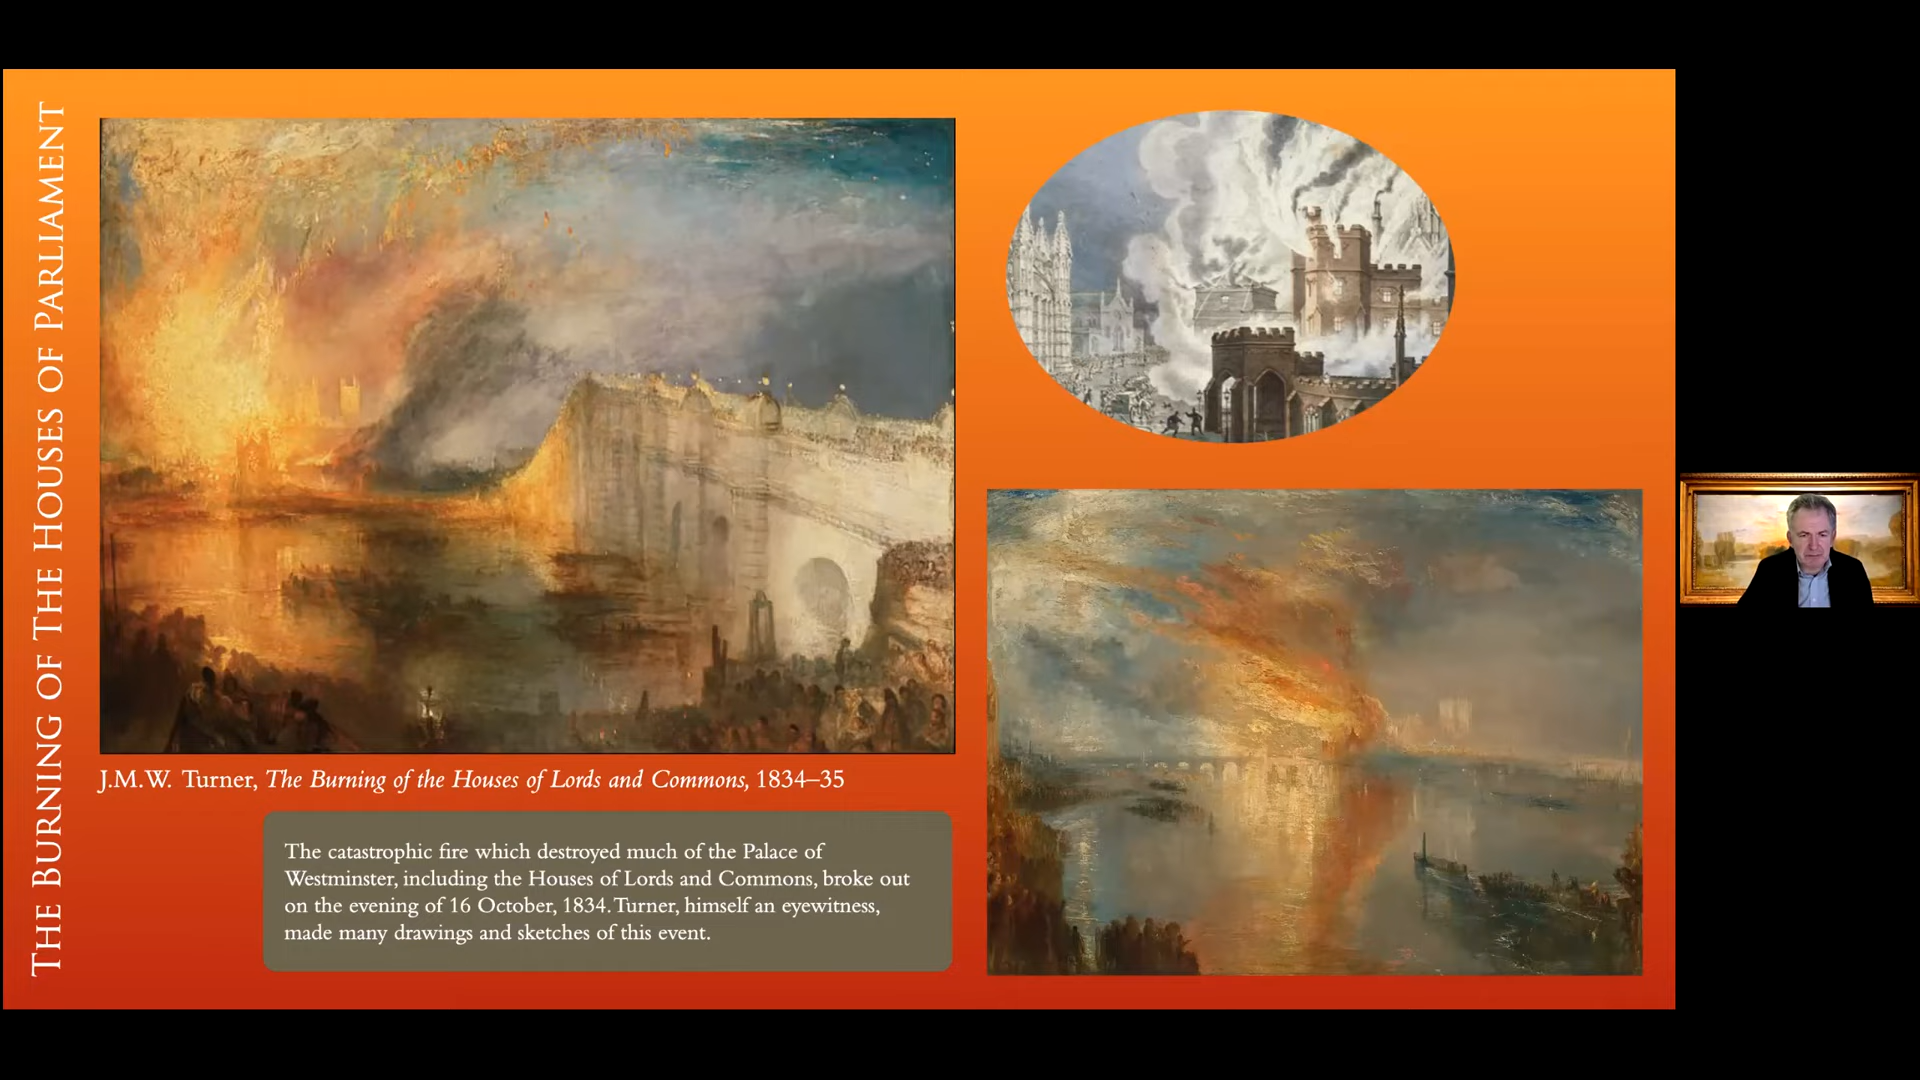 THE BURNING OF THE HOUSES OF PARLIAMENT
J.M.W. Turner, The Burning of the Houses of Lords and Commons, 1834–35
The catastrophic fire which destroyed much of the Palace of
Westminster, including the Houses of Lords and Commons, broke out
on the evening of 16 October, 1834. Turner, himself an eyewitness,
made many drawings and sketches of this event.